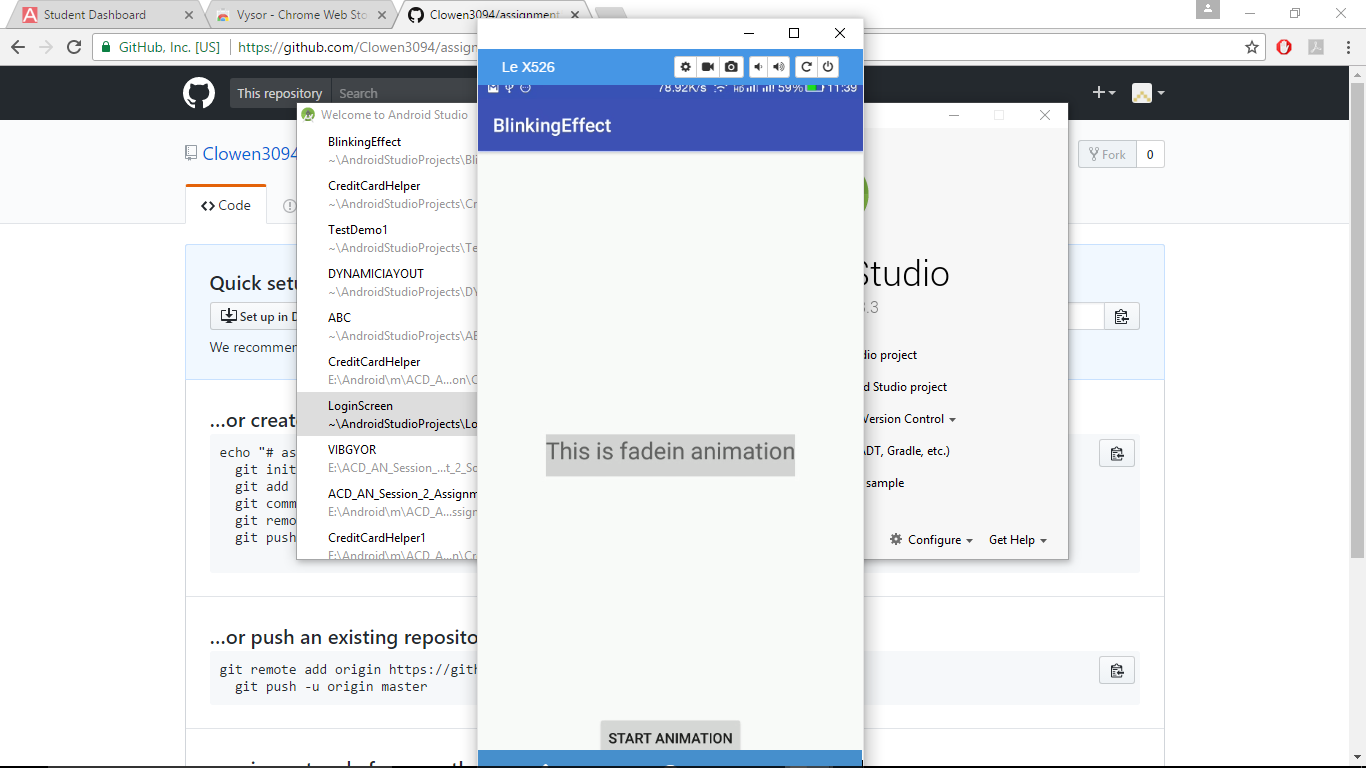 Student Dashboard
Vysor - Chrome Web Sto
Clowen3094/assignment
GitHub, Inc. [US]
https://github.com/Clowen3094/assig
Le X526
78.92K/s
59%
11:39
BlinkingEffect
This is fadein animation
START ANIMATION
This repository
Search
Clowen3094
Fork
0
Code
Quick setu
Set up in D
We recommen
...or creat
echo "# as
git init
git add
git comm
git remo
git push
...or push an existing reposito
git remote add origin https://gith
git push -u origin master
Welcome to Android Studio
BlinkingEffect
~\AndroidStudioProjects\Bli
CreditCardHelper
~\AndroidStudioProjects\Cr
TestDemo1
~\AndroidStudioProjects\Te
DYNAMICIAYOUT
~\AndroidStudioProjects\DY
ABC
~\AndroidStudioProjects\AB
CreditCardHelper
E:\Android\m\ACD_A...on\C
LoginScreen
~\AndroidStudioProjects\Lo
VIBGYOR
E:\ACD_AN_Session_...t_2_Sc
ACD_AN_Session_2_Assignm
E:\Android\m\ACD_A...ssign
CreditCardHelper1
E:\Android\m\ACD_A...n\Cr
Studio
3.3
dio project
d Studio project
Version Control
ADT, Gradle, etc.)
sample
Configure
Get Help